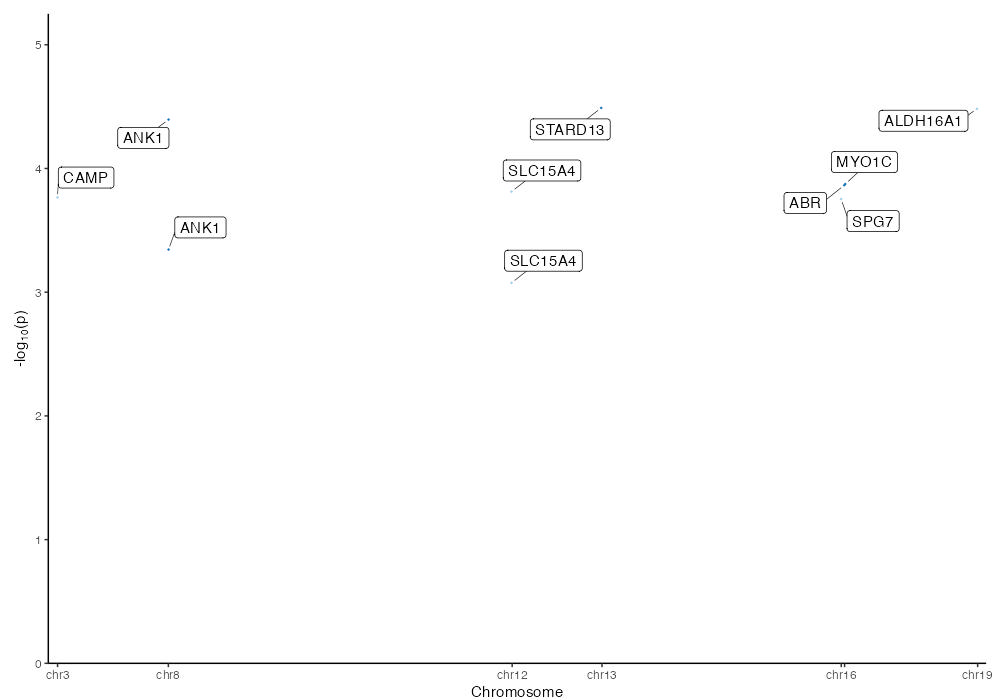 5
STARD13
ALDH16A1
ANK1
4
MYO1C
SLC15A4
CAMP
ABR
SPG7
ANK1
SLC15A4
3
-log10(p)
2
1
0
chr3 chr8 chr12 chr13 chr16 chr19
Chromosome